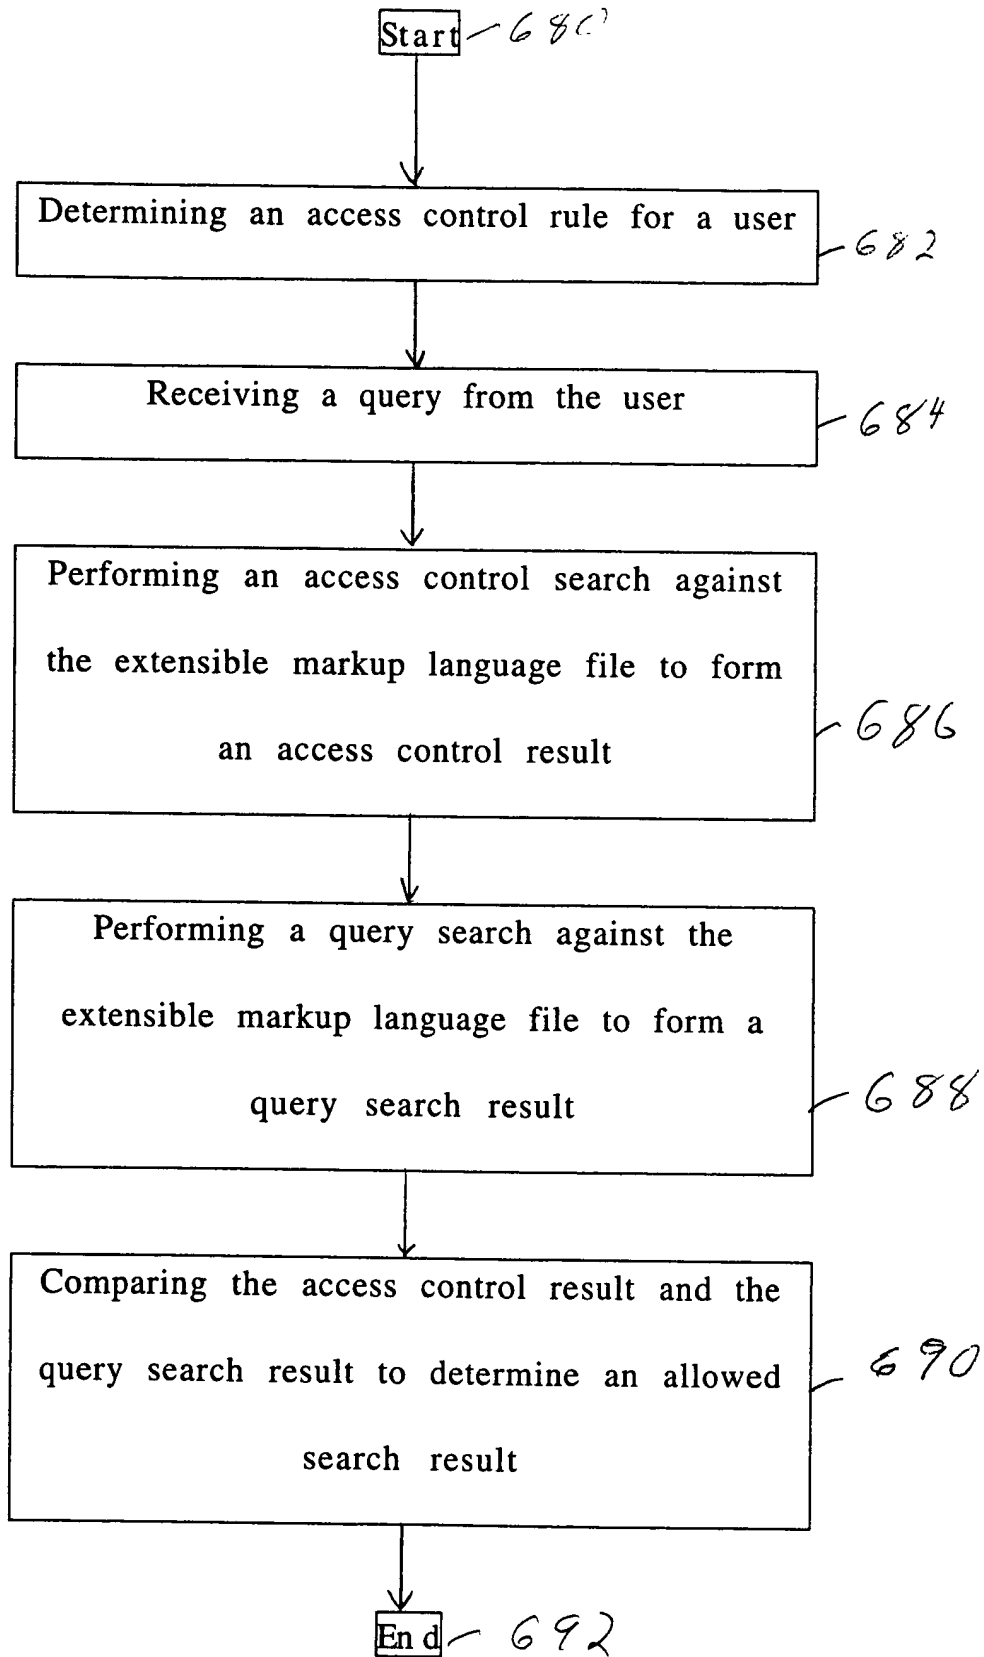 Start 680
Determining an access control rule for a user
682
Receiving a query from the user
684
Performing an access control search against
the extensible markup language file to form
an access control result
686
Performing a query search against the
extensible markup language file to form a
query search result
688
Comparing the access control result and the
query search result to determine an allowed
search result
690
End 692